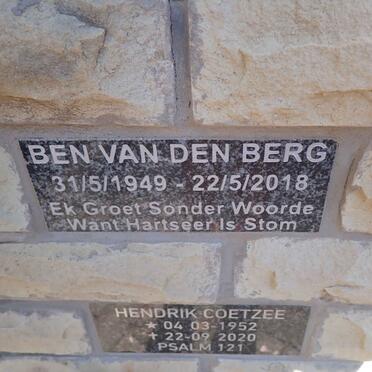 BEN VAN DEN BERG
31/5/1949 - 22/5/2018
Ek Groet Sonder Woorde
Want Hartseer Is Stom
HENDRIK COETZEE
★ 04 03-1952
✝ 22-09 2020
PSALM 121